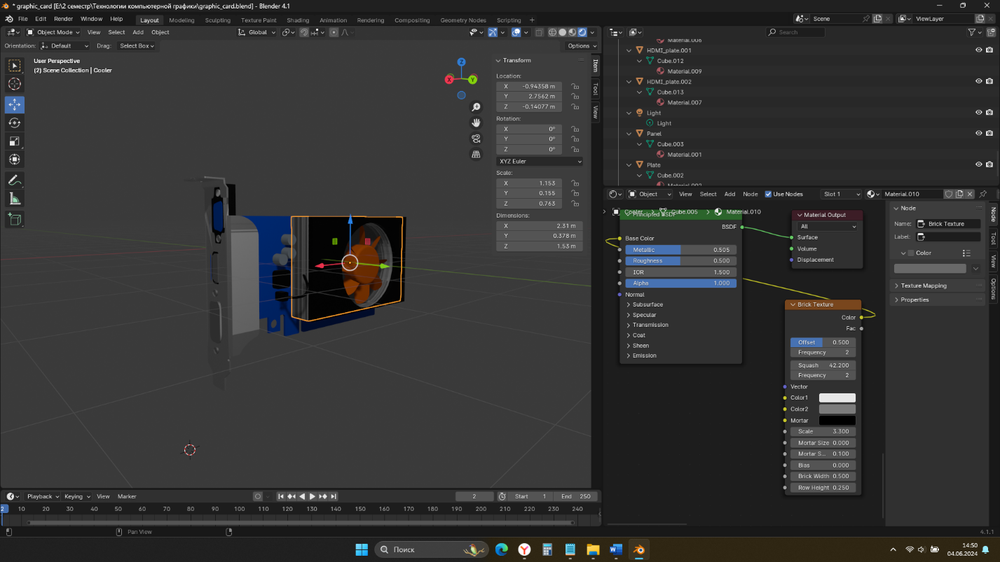 * graphic_card [E:\2 семестр\Технологии компьютерной графики\graphic_card.blend] - Blender 4.1
File Edit Render Window Help Layout Modeling Sculpting UV Editing Texture Paint Shading Animation Rendering Compositing Geometry Nodes Scripting + Scene ViewLayer
Object Mode View Select Add Object Global
Orientation: Default Drag: Select Box Options
User Perspective
(2) Scene Collection | Cooler
Z
X
Y
Transform
Location:
X -0.94358 m
Y 2.7562 m
Z -0.14077 m
Rotation:
X 0°
Y 0°
Z 0°
XYZ Euler
Scale:
X 1.153
Y 0.155
Z 0.763
Dimensions:
X 2.31 m
Y 0.378 m
Z 1.53 m
Item
Tool
View
Search
Material.006
HDMI_plate.001
Cube.012
Material.009
HDMI_plate.002
Cube.013
Material.007
Light
Light
Panel
Cube.003
Material.001
Plate
Cube.002
Material.002
Object View Select Add Node Use Nodes Slot 1 Material.010
Cooler > Cube.005 > Material.010
Principled BSDF
BSDF
Base Color
Metallic 0.505
Roughness 0.500
IOR 1.500
Alpha 1.000
Normal
Subsurface
Specular
Transmission
Coat
Sheen
Emission
Material Output
All
Surface
Volume
Displacement
Brick Texture
Color
Fac
Offset 0.500
Frequency 2
Squash 42.200
Frequency 2
Vector
Color1
Color2
Mortar
Scale 3.300
Mortar Size 0.000
Mortar S... 0.100
Bias 0.000
Brick Width 0.500
Row Height 0.250
Node
Name: Brick Texture
Label:
Color
Texture Mapping
Properties
Node
Tool
View
Options
Playback Keying View Marker 2 Start 1 End 250
2 10 20 30 40 50 60 70 80 90 100 110 120 130 140 150 160 170 180 190 200 210 220 230 240
Pan View 4.1.1
Поиск
14:50
04.06.2024